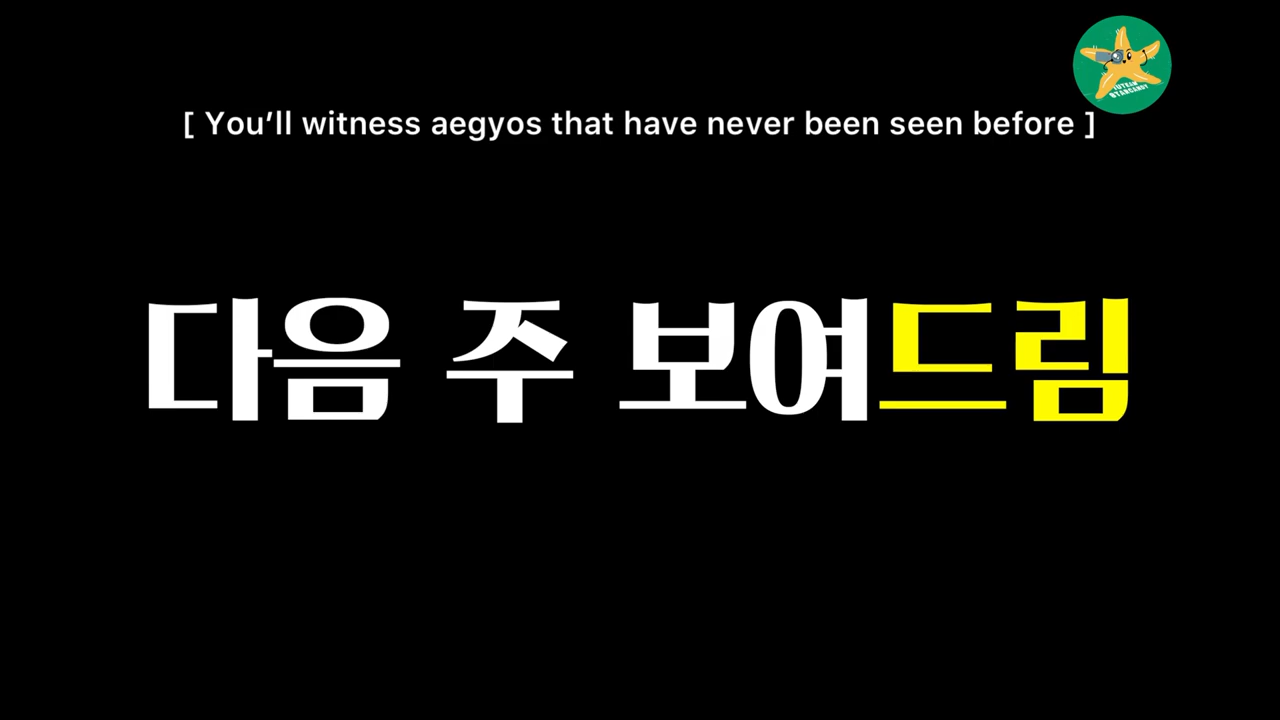 [ You’ll witness aegyos that have never been seen before ]
다음 주 보여드림